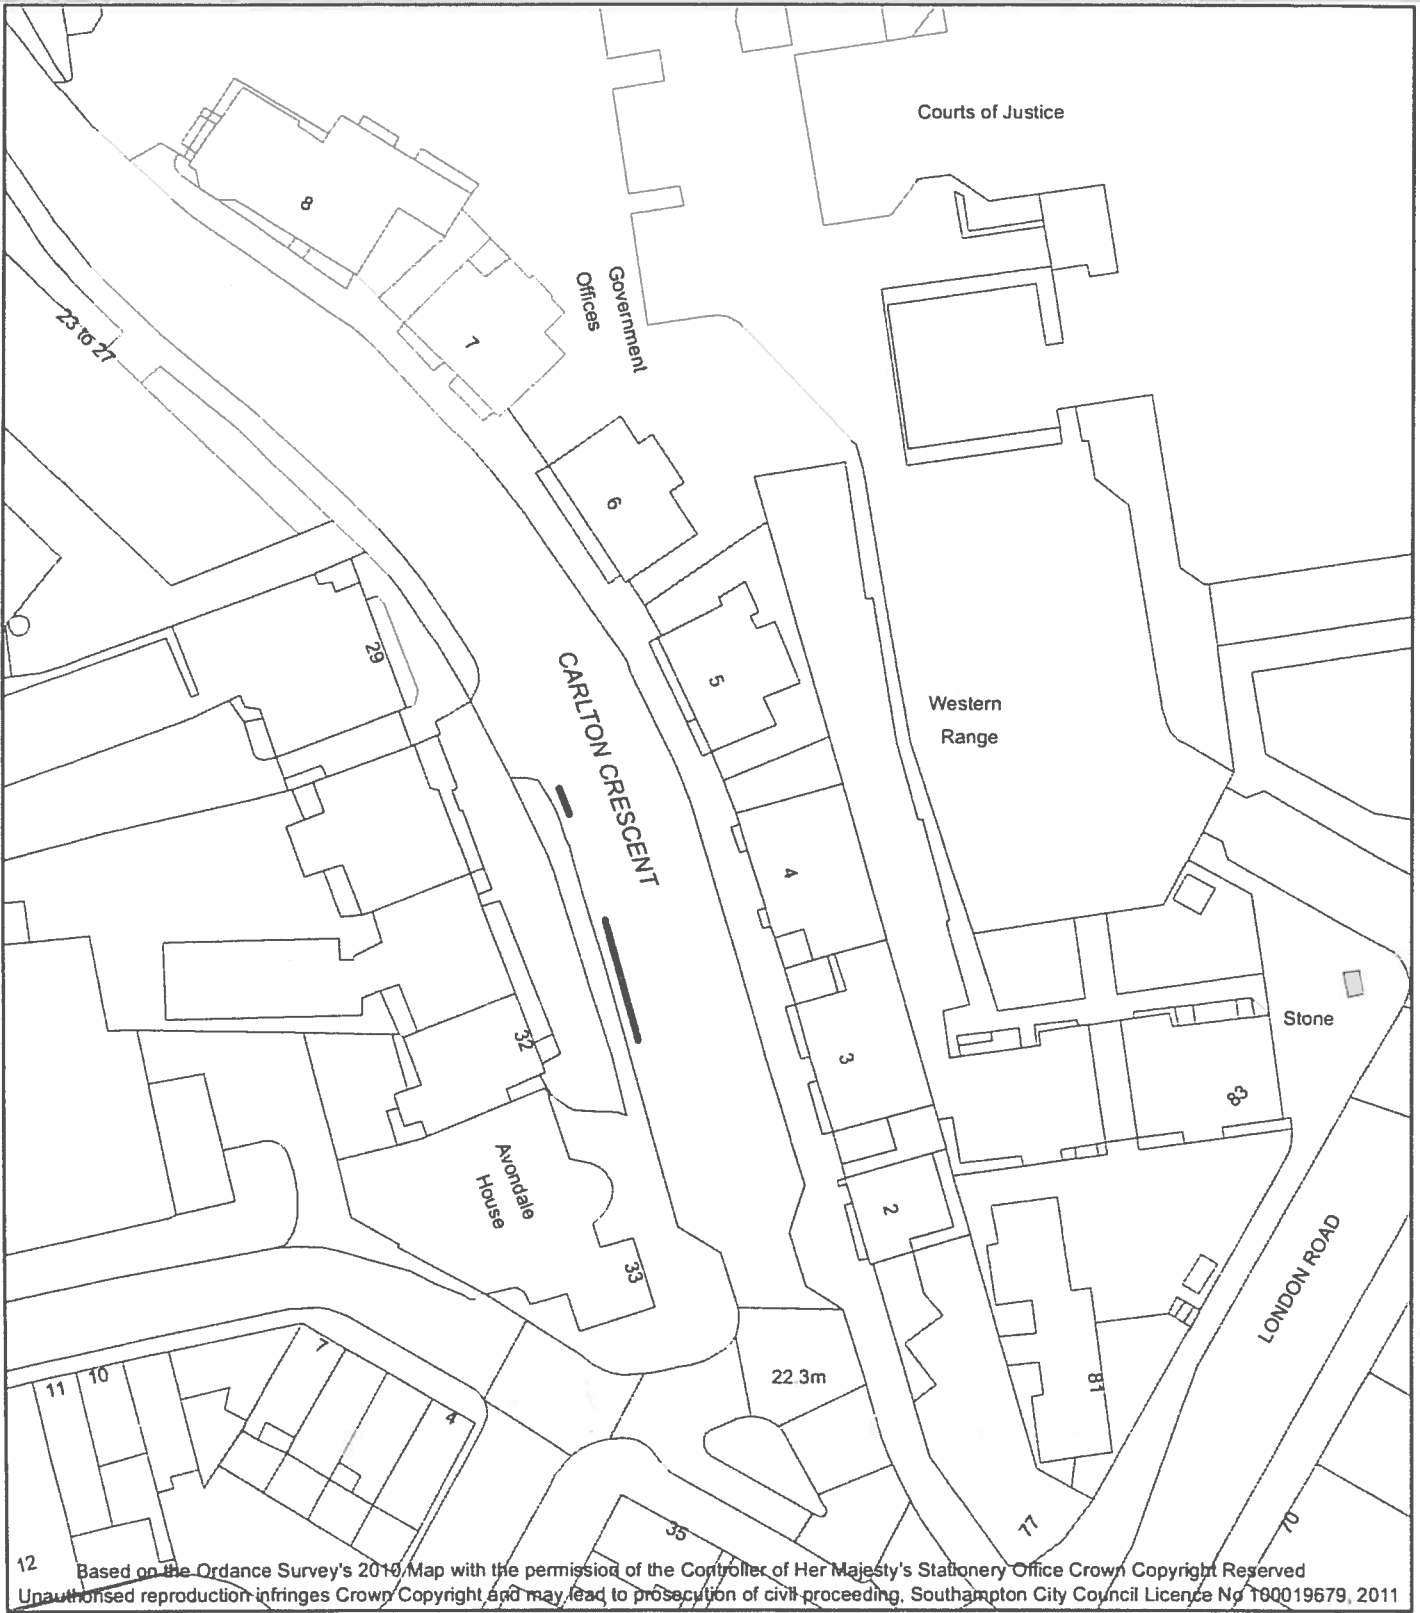 Courts of Justice
8
Government
Offices
7
23 to 27
6
29
5
CARLTON CRESCENT
Western
Range
4
Stone
32
3
83
Avondale
House
2
33
LONDON ROAD
7
22.3m
81
11
10
4
35
77
70
12
Based on the Ordance Survey's 2010 Map with the permission of the Controller of Her Majesty's Stationery Office Crown Copyright Reserved
Unauthorised reproduction infringes Crown Copyright and may lead to prosecution of civil proceeding, Southampton City Council Licence No 100019679, 2011